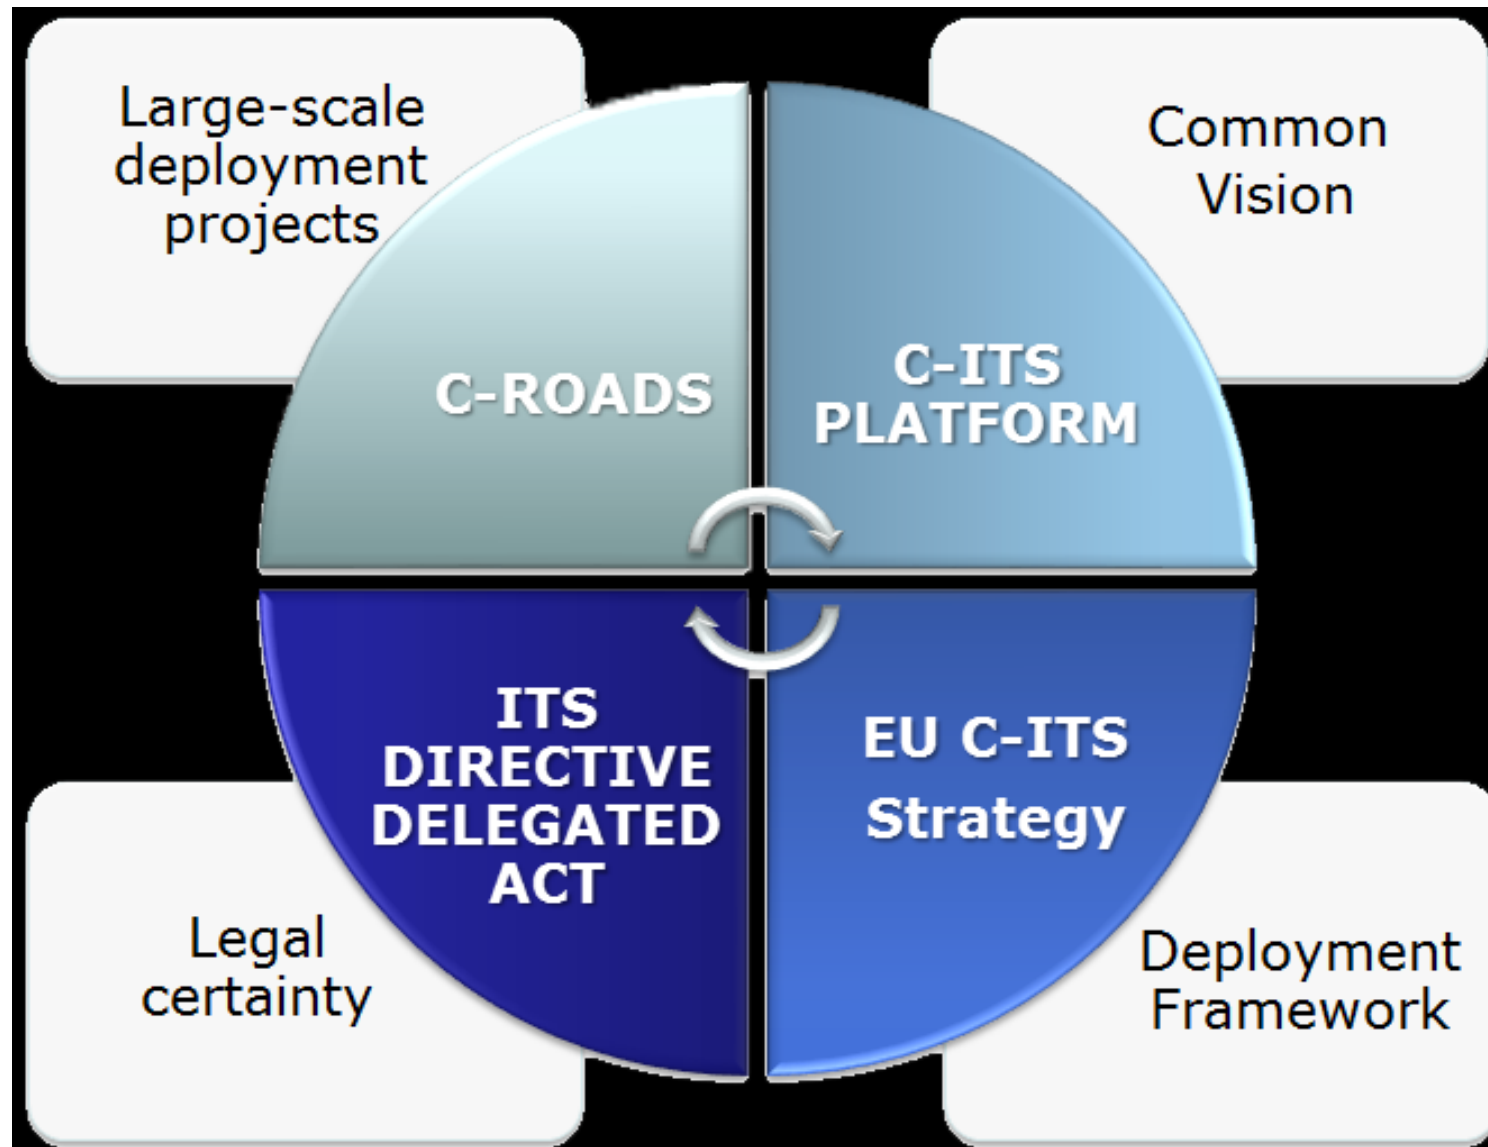 Large-scale
deployment
projects
Common
Vision
C-ROADS
C-ITS
PLATFORM
ITS
DIRECTIVE
DELEGATED
ACT
EU C-ITS
Strategy
Legal
certainty
Deployment
Framework